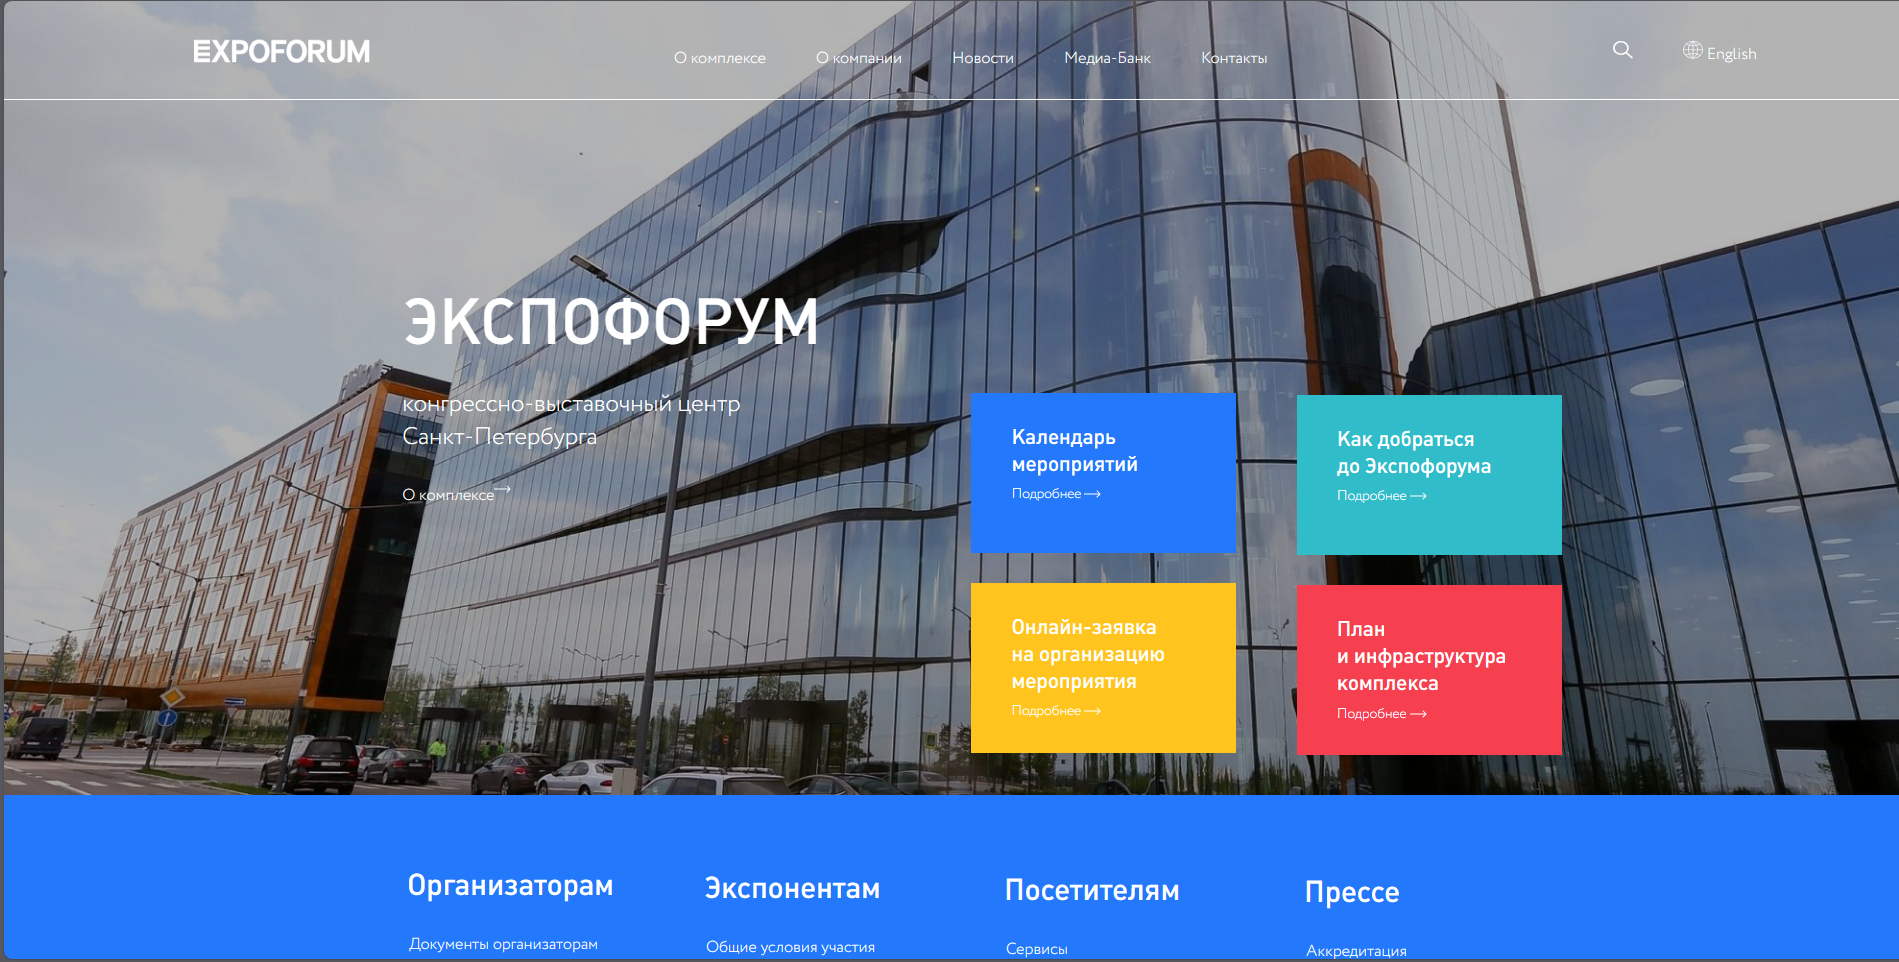 EXPOFORUM
О комплексе
О компании
Новости
Медиа-Банк
Контакты
English
ЭКСПОФОРУМ
конгрессно-выставочный центр
Санкт-Петербурга
О комплексе
Календарь
мероприятий
Подробнее
Как добраться
до Экспофорума
Подробнее
Онлайн-заявка
на организацию
мероприятия
Подробнее
План
и инфраструктура
комплекса
Подробнее
Организаторам
Экспонентам
Посетителям
Прессе
Документы организаторам
Общие условия участия
Сервисы
Аккредитация